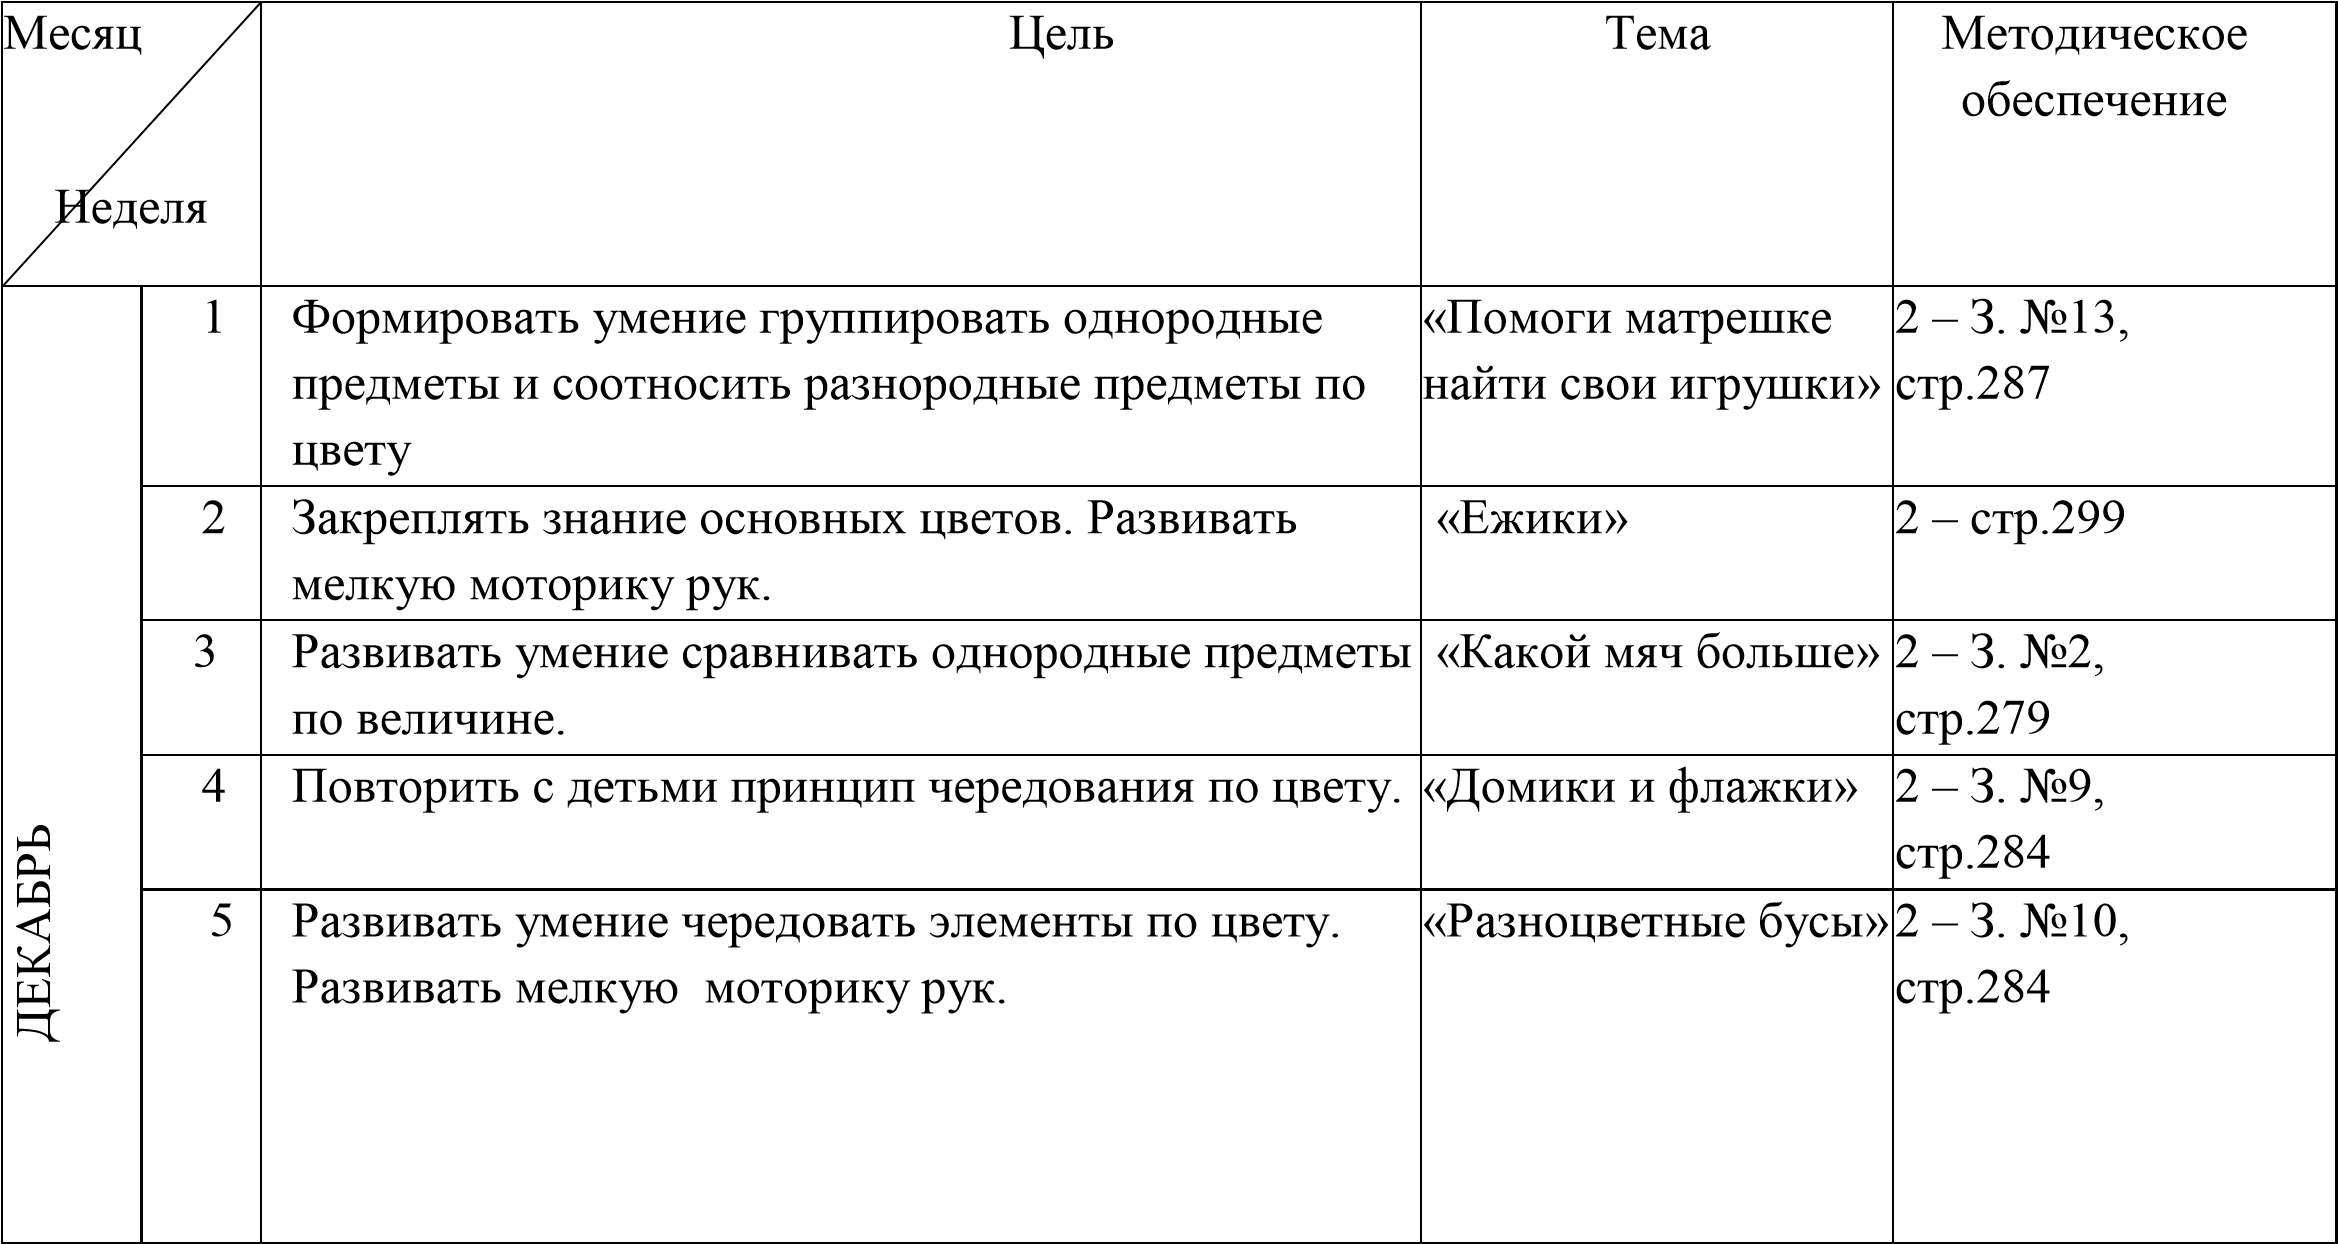 Месяц
Неделя
Цель
Тема
Методическое
обеспечение
ДЕКАБРЬ
1
Формировать умение группировать однородные
предметы и соотносить разнородные предметы по
цвету
«Помоги матрешке
найти свои игрушки»
2 – З. №13,
стр.287
2
Закреплять знание основных цветов. Развивать
мелкую моторику рук.
«Ежики»
2 – стр.299
3
Развивать умение сравнивать однородные предметы
по величине.
«Какой мяч больше»
2 – З. №2,
стр.279
4
Повторить с детьми принцип чередования по цвету.
«Домики и флажки»
2 – З. №9,
стр.284
5
Развивать умение чередовать элементы по цвету.
Развивать мелкую  моторику рук.
«Разноцветные бусы»
2 – З. №10,
стр.284